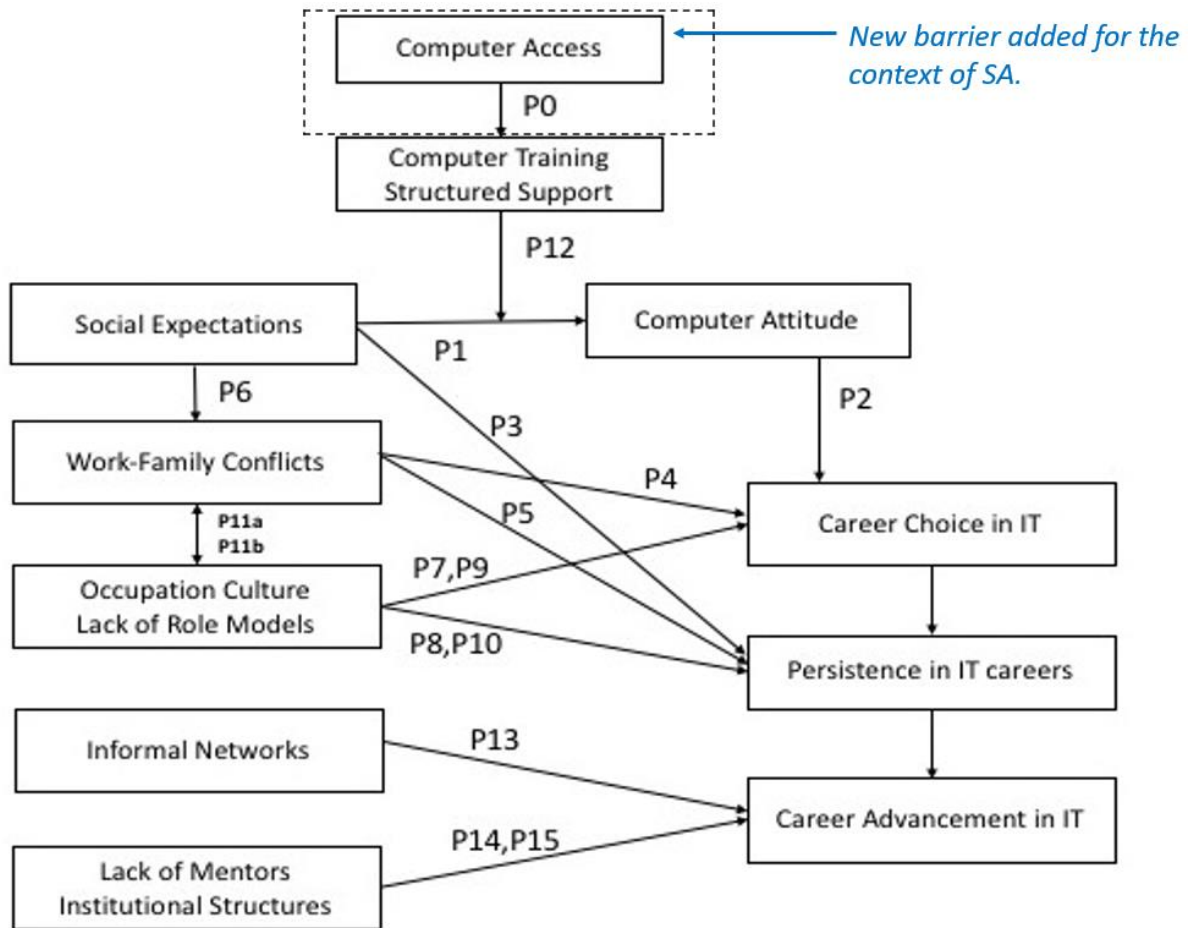 Computer Access
New barrier added for the
context of SA.
P0
Computer Training
Structured Support
P12
Social Expectations
Computer Attitude
P1
P6
P2
P3
Work-Family Conflicts
P4
P5
Career Choice in IT
P11a
P11b
P7,P9
Occupation Culture
Lack of Role Models
P8,P10
Persistence in IT careers
Informal Networks
P13
Career Advancement in IT
P14,P15
Lack of Mentors
Institutional Structures